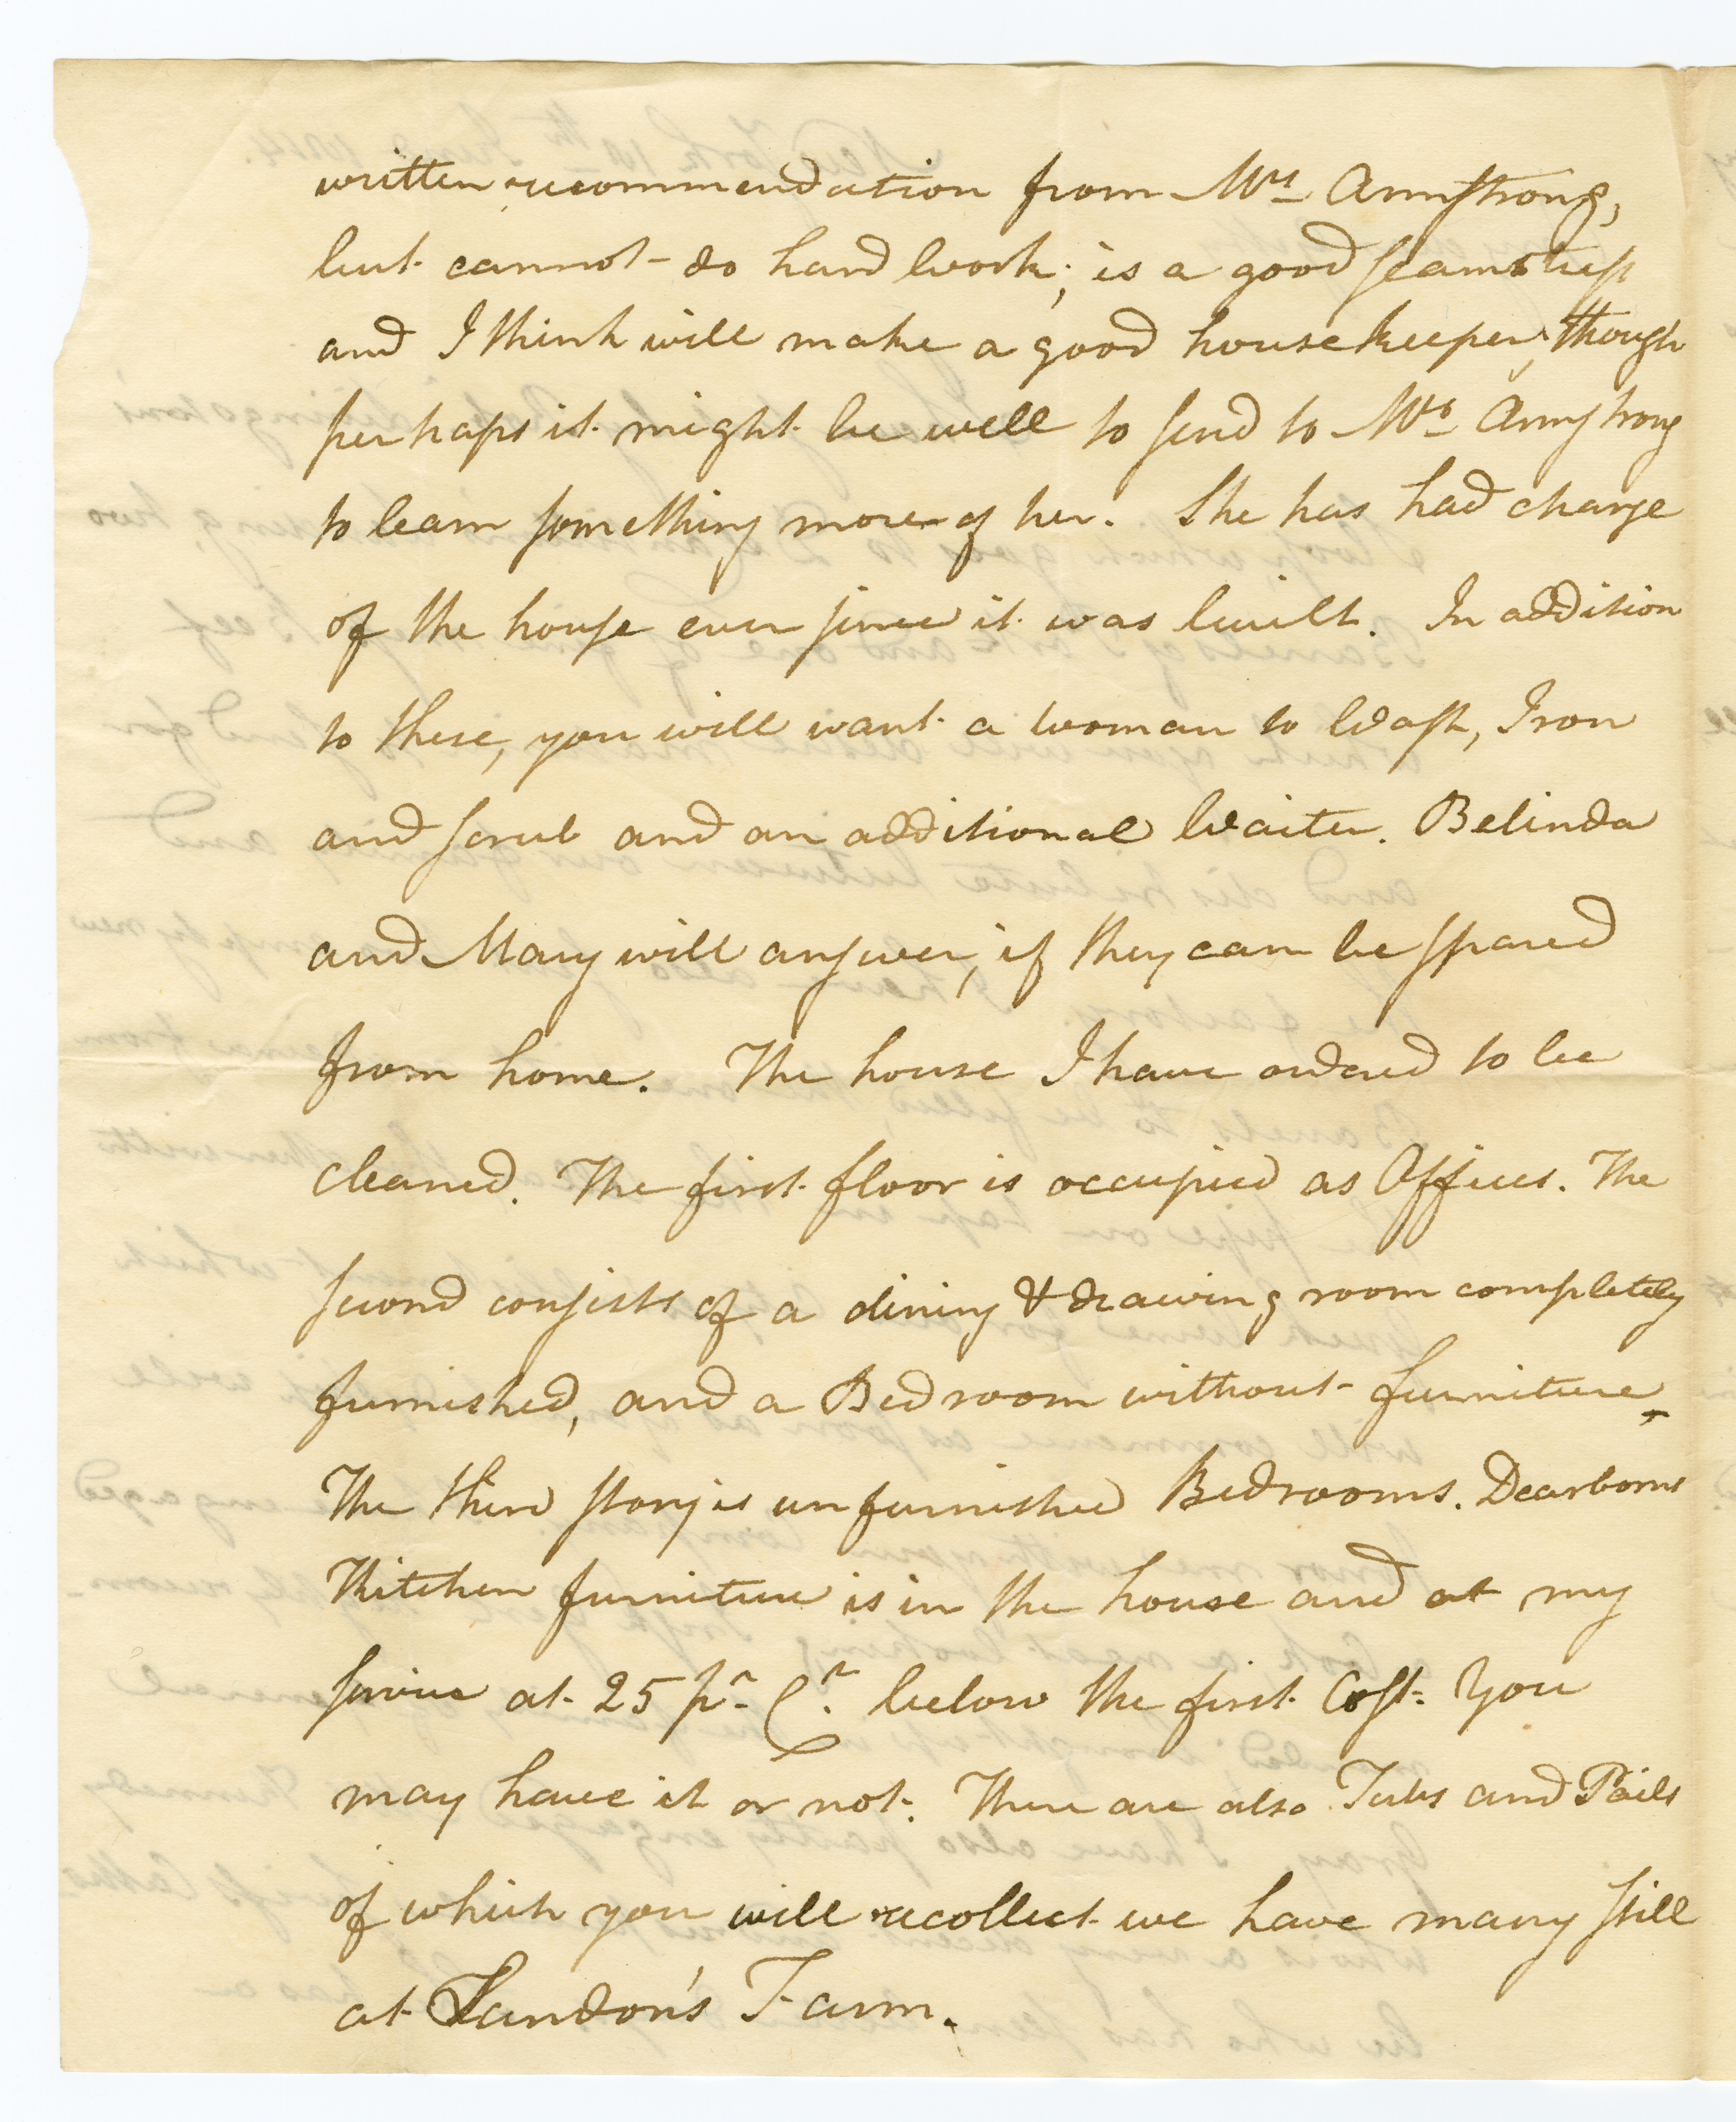 written recommendation from Mrs Armstrong,
but cannot do hard work; is a good seamstress
and I think will make a good housekeeper, though
perhaps it might be well to send to Mrs Armstrong
to learn something more of her. She has had charge
of the house ever since it was built. In addition
to these, you will want a woman to Wash, Iron
and scrub and an additional Waiter. Belinda
and Mary will answer, if they can be spared
from home. The house I have ordered to be
cleaned. The first floor is occupied as Offices. The
second consists of a dining & drawing room completely
furnished, and a Bedroom without furniture.
The third story is unfurnished Bedrooms. Dearborns
Kitchen furniture is in the house and at my
service at 25 pr Ct. below the first Cost. You
may have it or not. There are also Tubs and Pails
of which you will recollect we have many still
at Landon's Farm.